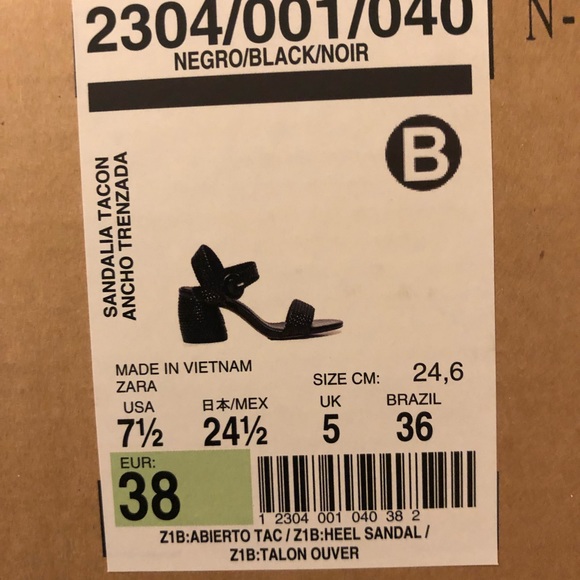 2304/001/040
N-
NEGRO/BLACK/NOIR
B
SANDALIA TACON
ANCHO TRENZADA
MADE IN VIETNAM
ZARA
SIZE CM: 24,6
USA 日本/MEX UK BRAZIL
7½ 24½ 5 36
EUR:
38
1 2304 001 040 38 2
Z1B:ABIERTO TAC / Z1B:HEEL SANDAL /
Z1B:TALON OUVER